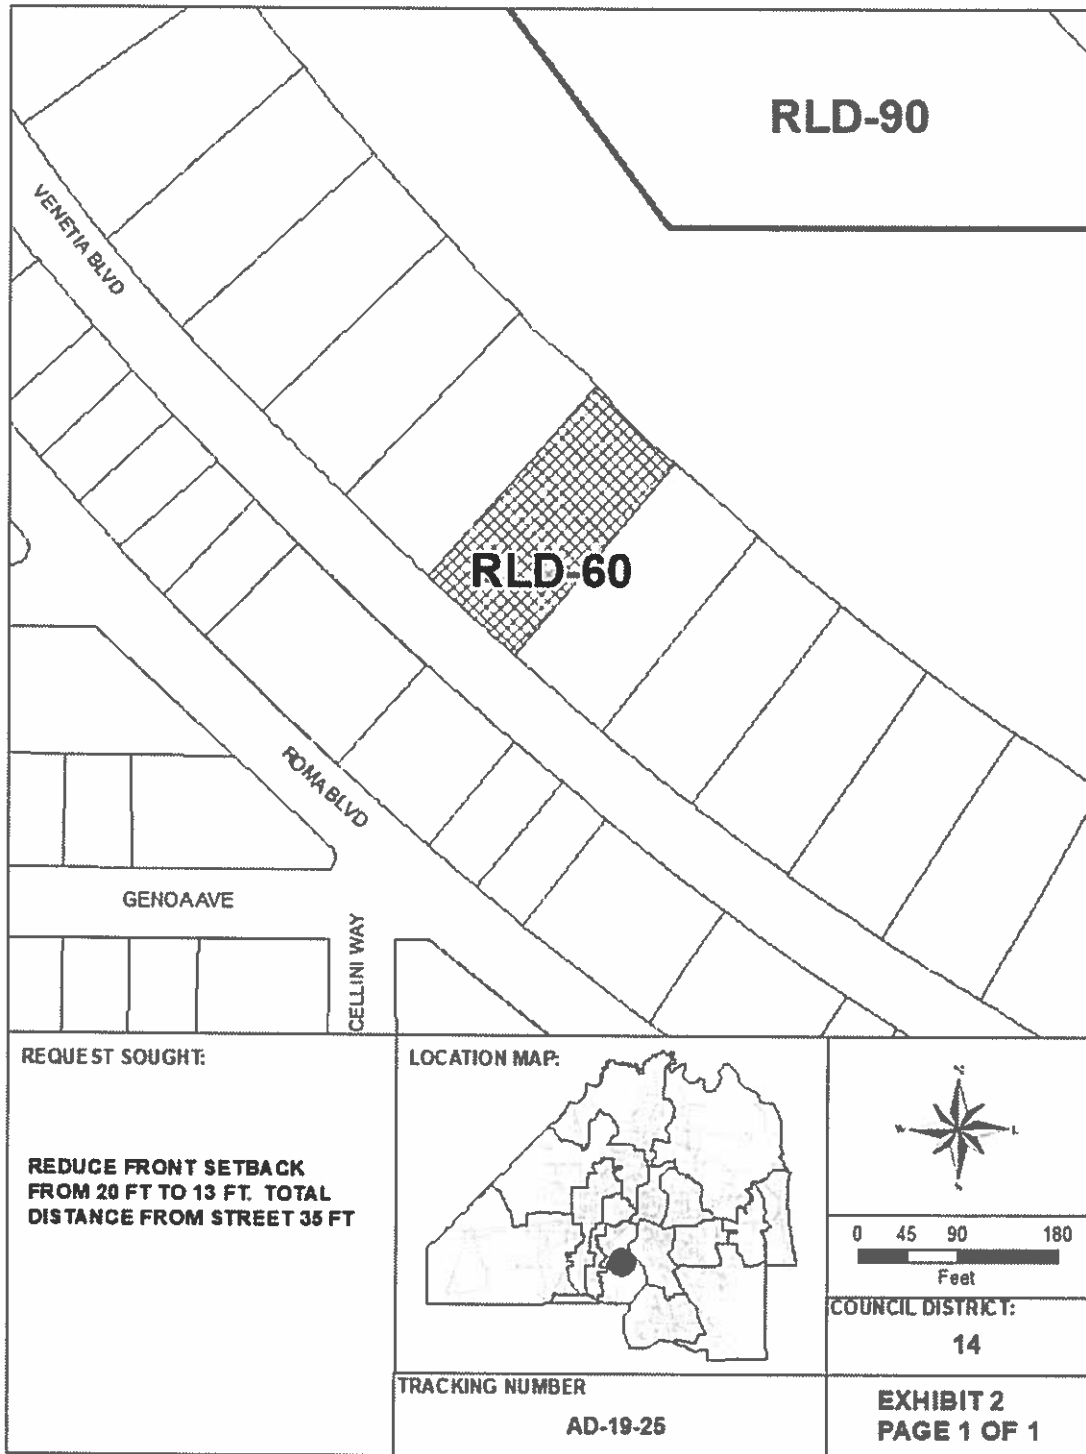 RLD-90
VENETIA BLVD
RLD-60
ROMA BLVD
GENOA AVE
CELLINI WAY
REQUEST SOUGHT:
REDUCE FRONT SETBACK
FROM 20 FT TO 13 FT. TOTAL
DISTANCE FROM STREET 35 FT
LOCATION MAP:
W
S
0 45 90 180
Feet
COUNCIL DISTRICT:
14
TRACKING NUMBER
AD-19-25
EXHIBIT 2
PAGE 1 OF 1